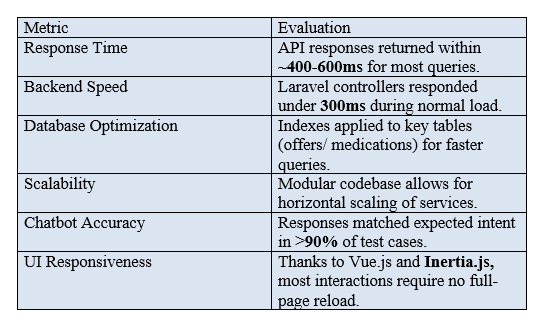 Metric Evaluation
Response Time API responses returned within
~400-600ms for most queries.
Backend Speed Laravel controllers responded
under 300ms during normal load.
Database Optimization Indexes applied to key tables
(offers/ medications) for faster
queries.
Scalability Modular codebase allows for
horizontal scaling of services.
Chatbot Accuracy Responses matched expected intent
in >90% of test cases.
UI Responsiveness Thanks to Vue.js and Inertia.js,
most interactions require no full-
page reload.